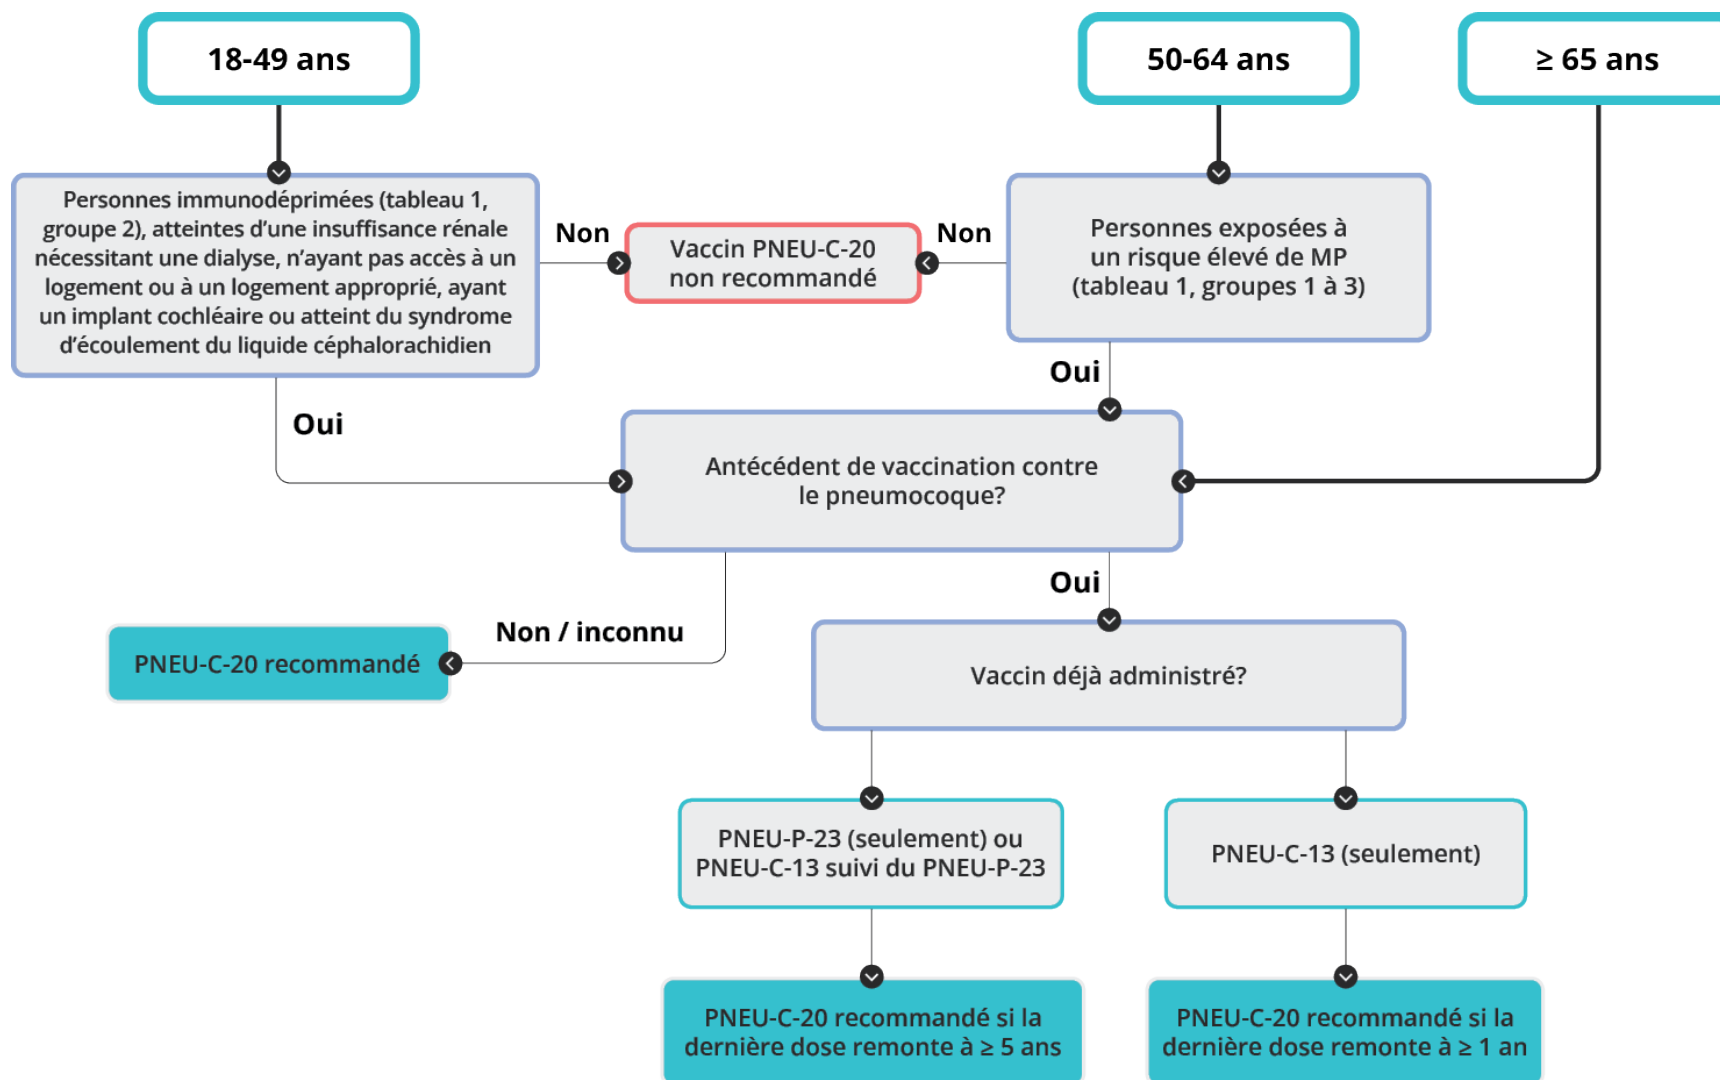 18-49 ans
50-64 ans
≥ 65 ans
Personnes immunodéprimées (tableau 1,
groupe 2), atteintes d’une insuffisance rénale
nécessitant une dialyse, n’ayant pas accès à un
logement ou à un logement approprié, ayant
un implant cochléaire ou atteint du syndrome
d’écoulement du liquide céphalorachidien
Non
Vaccin PNEU-C-20
non recommandé
Non
Personnes exposées à
un risque élevé de MP
(tableau 1, groupes 1 à 3)
Oui
Oui
Antécédent de vaccination contre
le pneumocoque?
Non / inconnu
Oui
PNEU-C-20 recommandé
Vaccin déjà administré?
PNEU-P-23 (seulement) ou
PNEU-C-13 suivi du PNEU-P-23
PNEU-C-13 (seulement)
PNEU-C-20 recommandé si la
dernière dose remonte à ≥ 5 ans
PNEU-C-20 recommandé si la
dernière dose remonte à ≥ 1 an